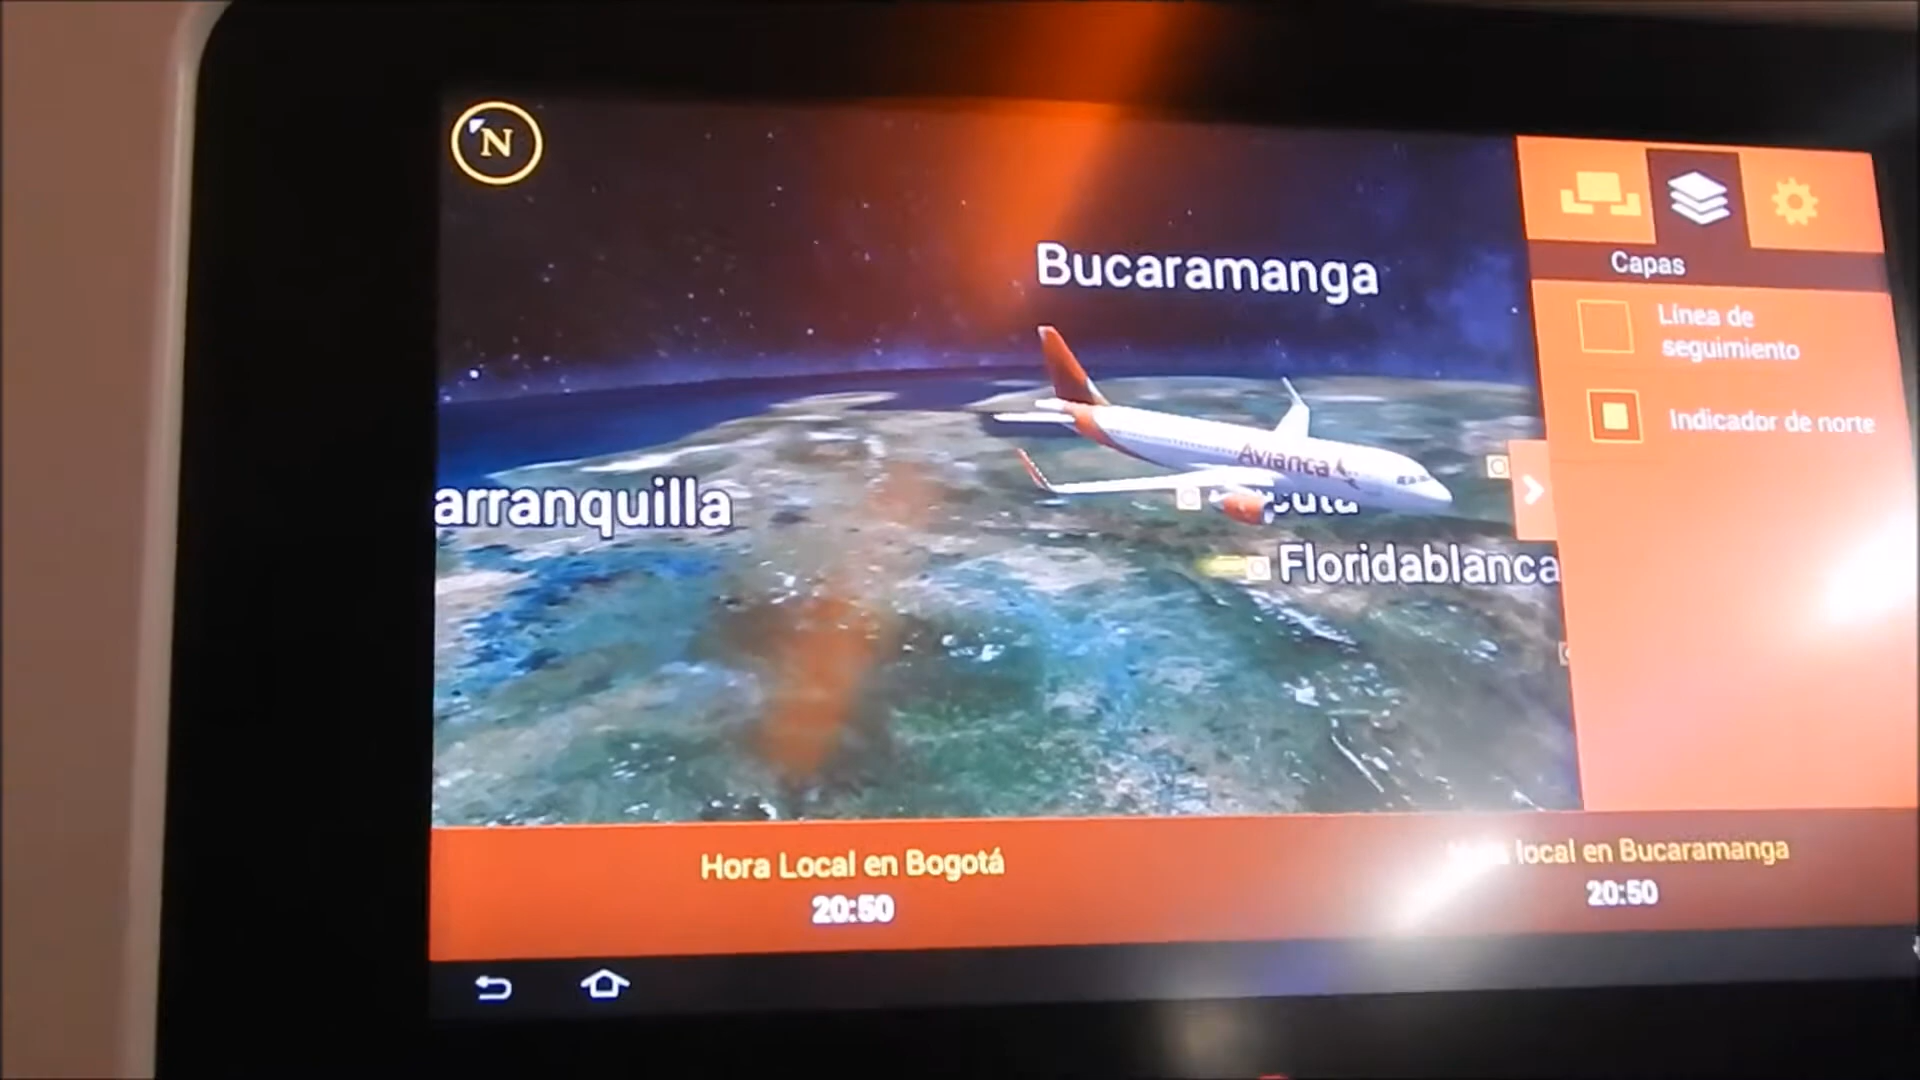 N
Bucaramanga
Avianca
arranquilla
Floridablanca
Capas
Línea de
seguimiento
Indicador de norte
Hora Local en Bogotá
20:50
local en Bucaramanga
20:50